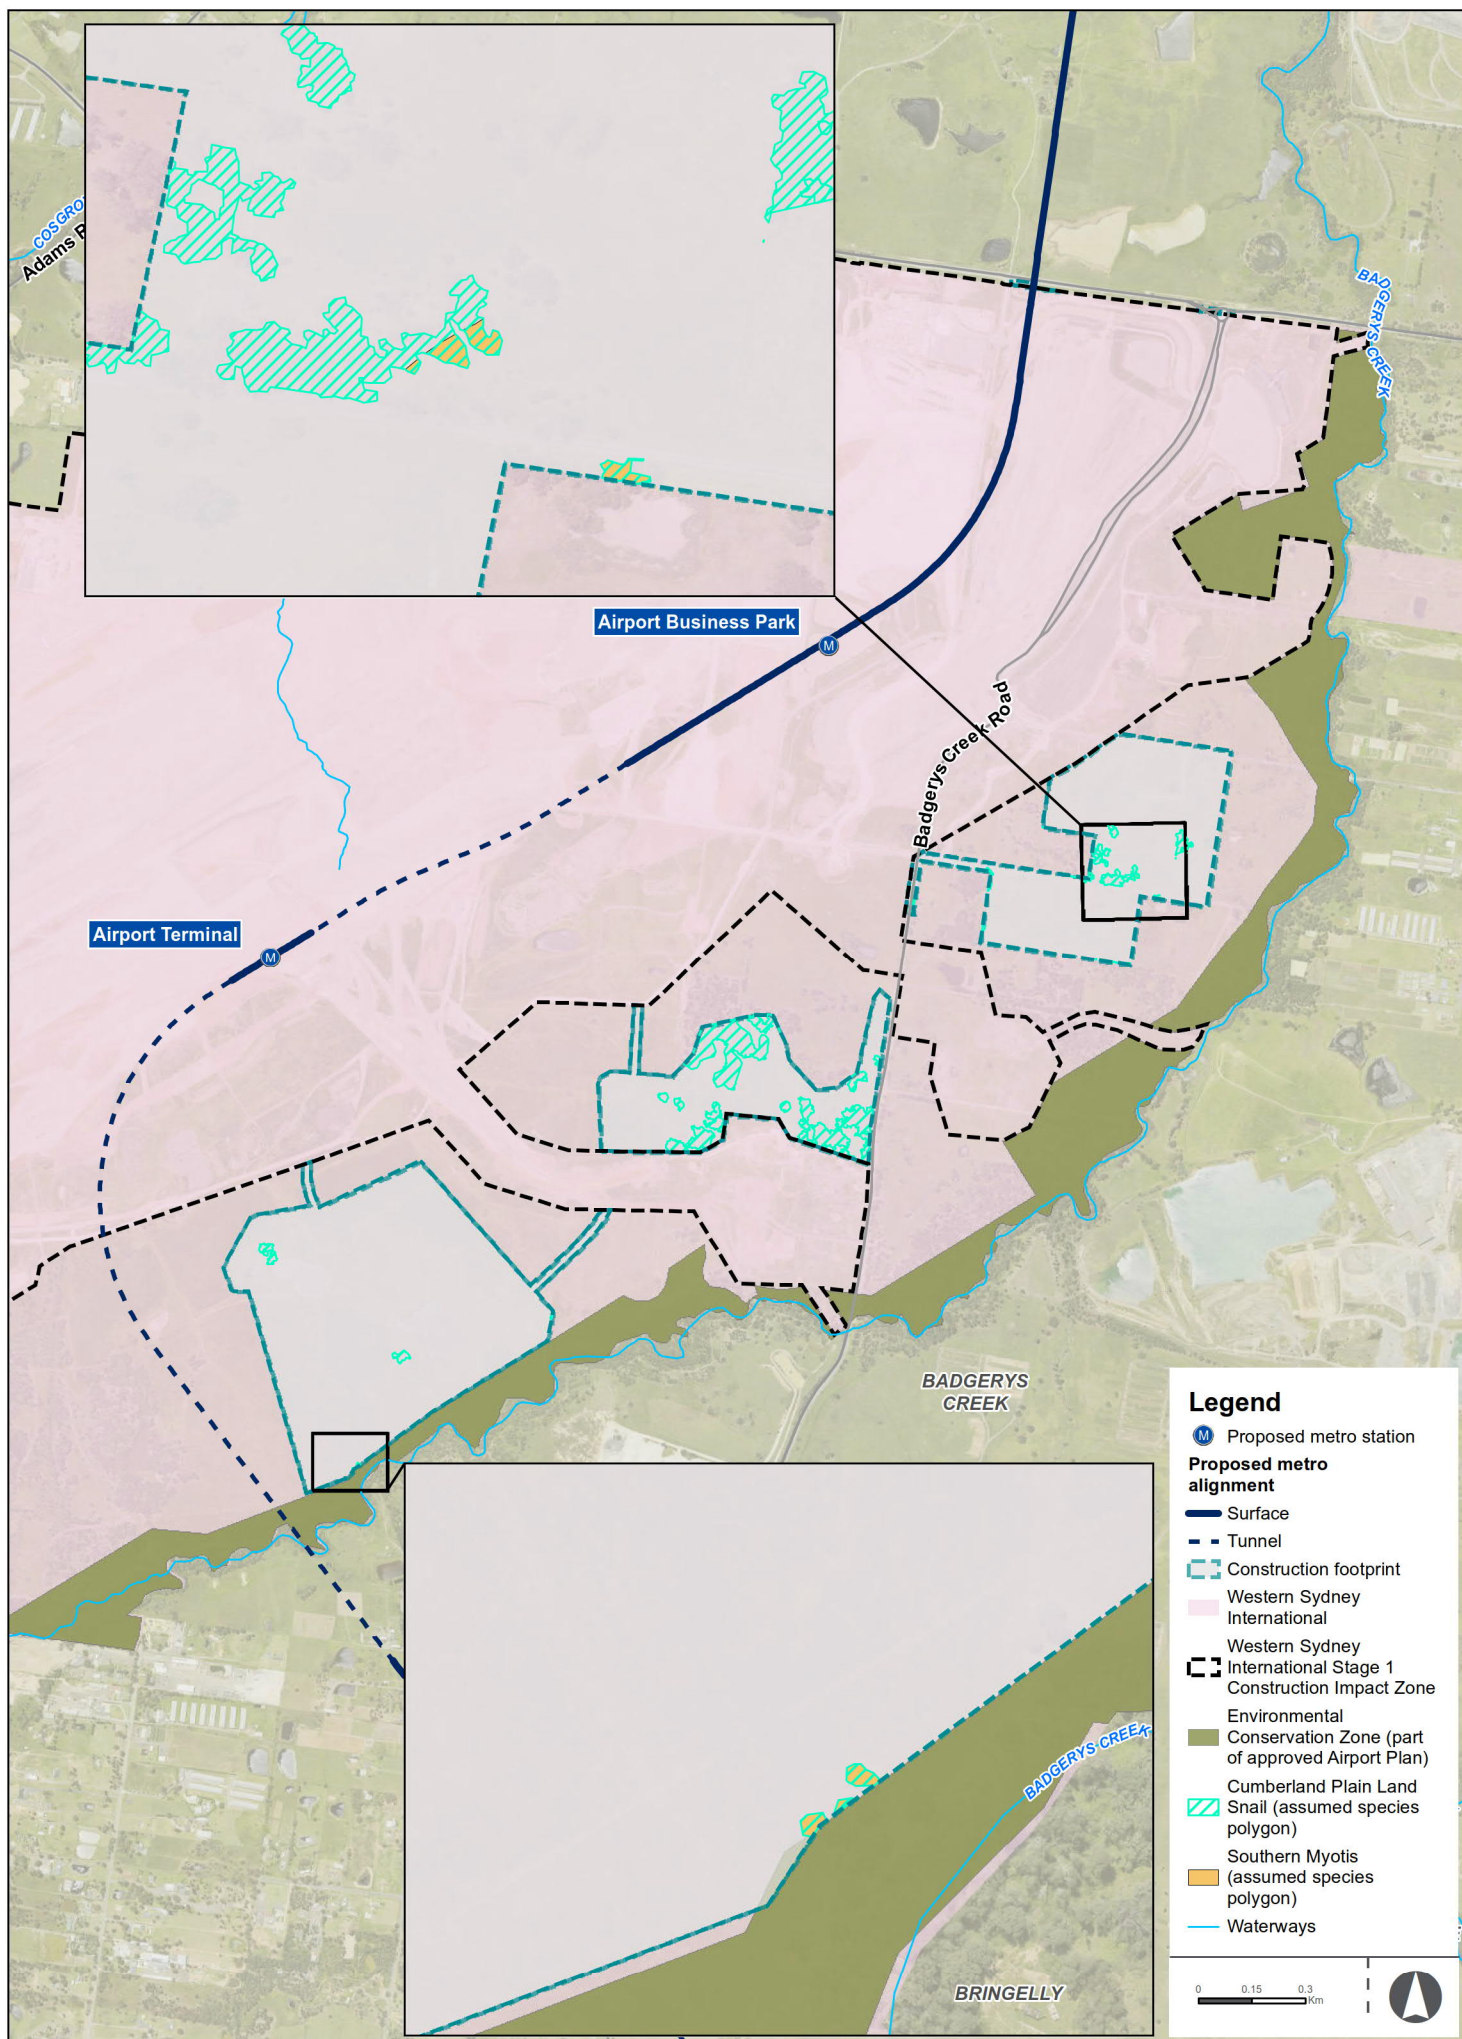 COSGRO
Adams R
BADGERYS CREEK
Airport Business Park
M
Badgerys Creek Road
Airport Terminal
M
BADGERYS
CREEK
BADGERYS CREEK
BRINGELLY
Legend
M Proposed metro station
Proposed metro
alignment
Surface
Tunnel
Construction footprint
Western Sydney
International
Western Sydney
International Stage 1
Construction Impact Zone
Environmental
Conservation Zone (part
of approved Airport Plan)
Cumberland Plain Land
Snail (assumed species
polygon)
Southern Myotis
(assumed species
polygon)
Waterways
0 0.15 0.3
Km